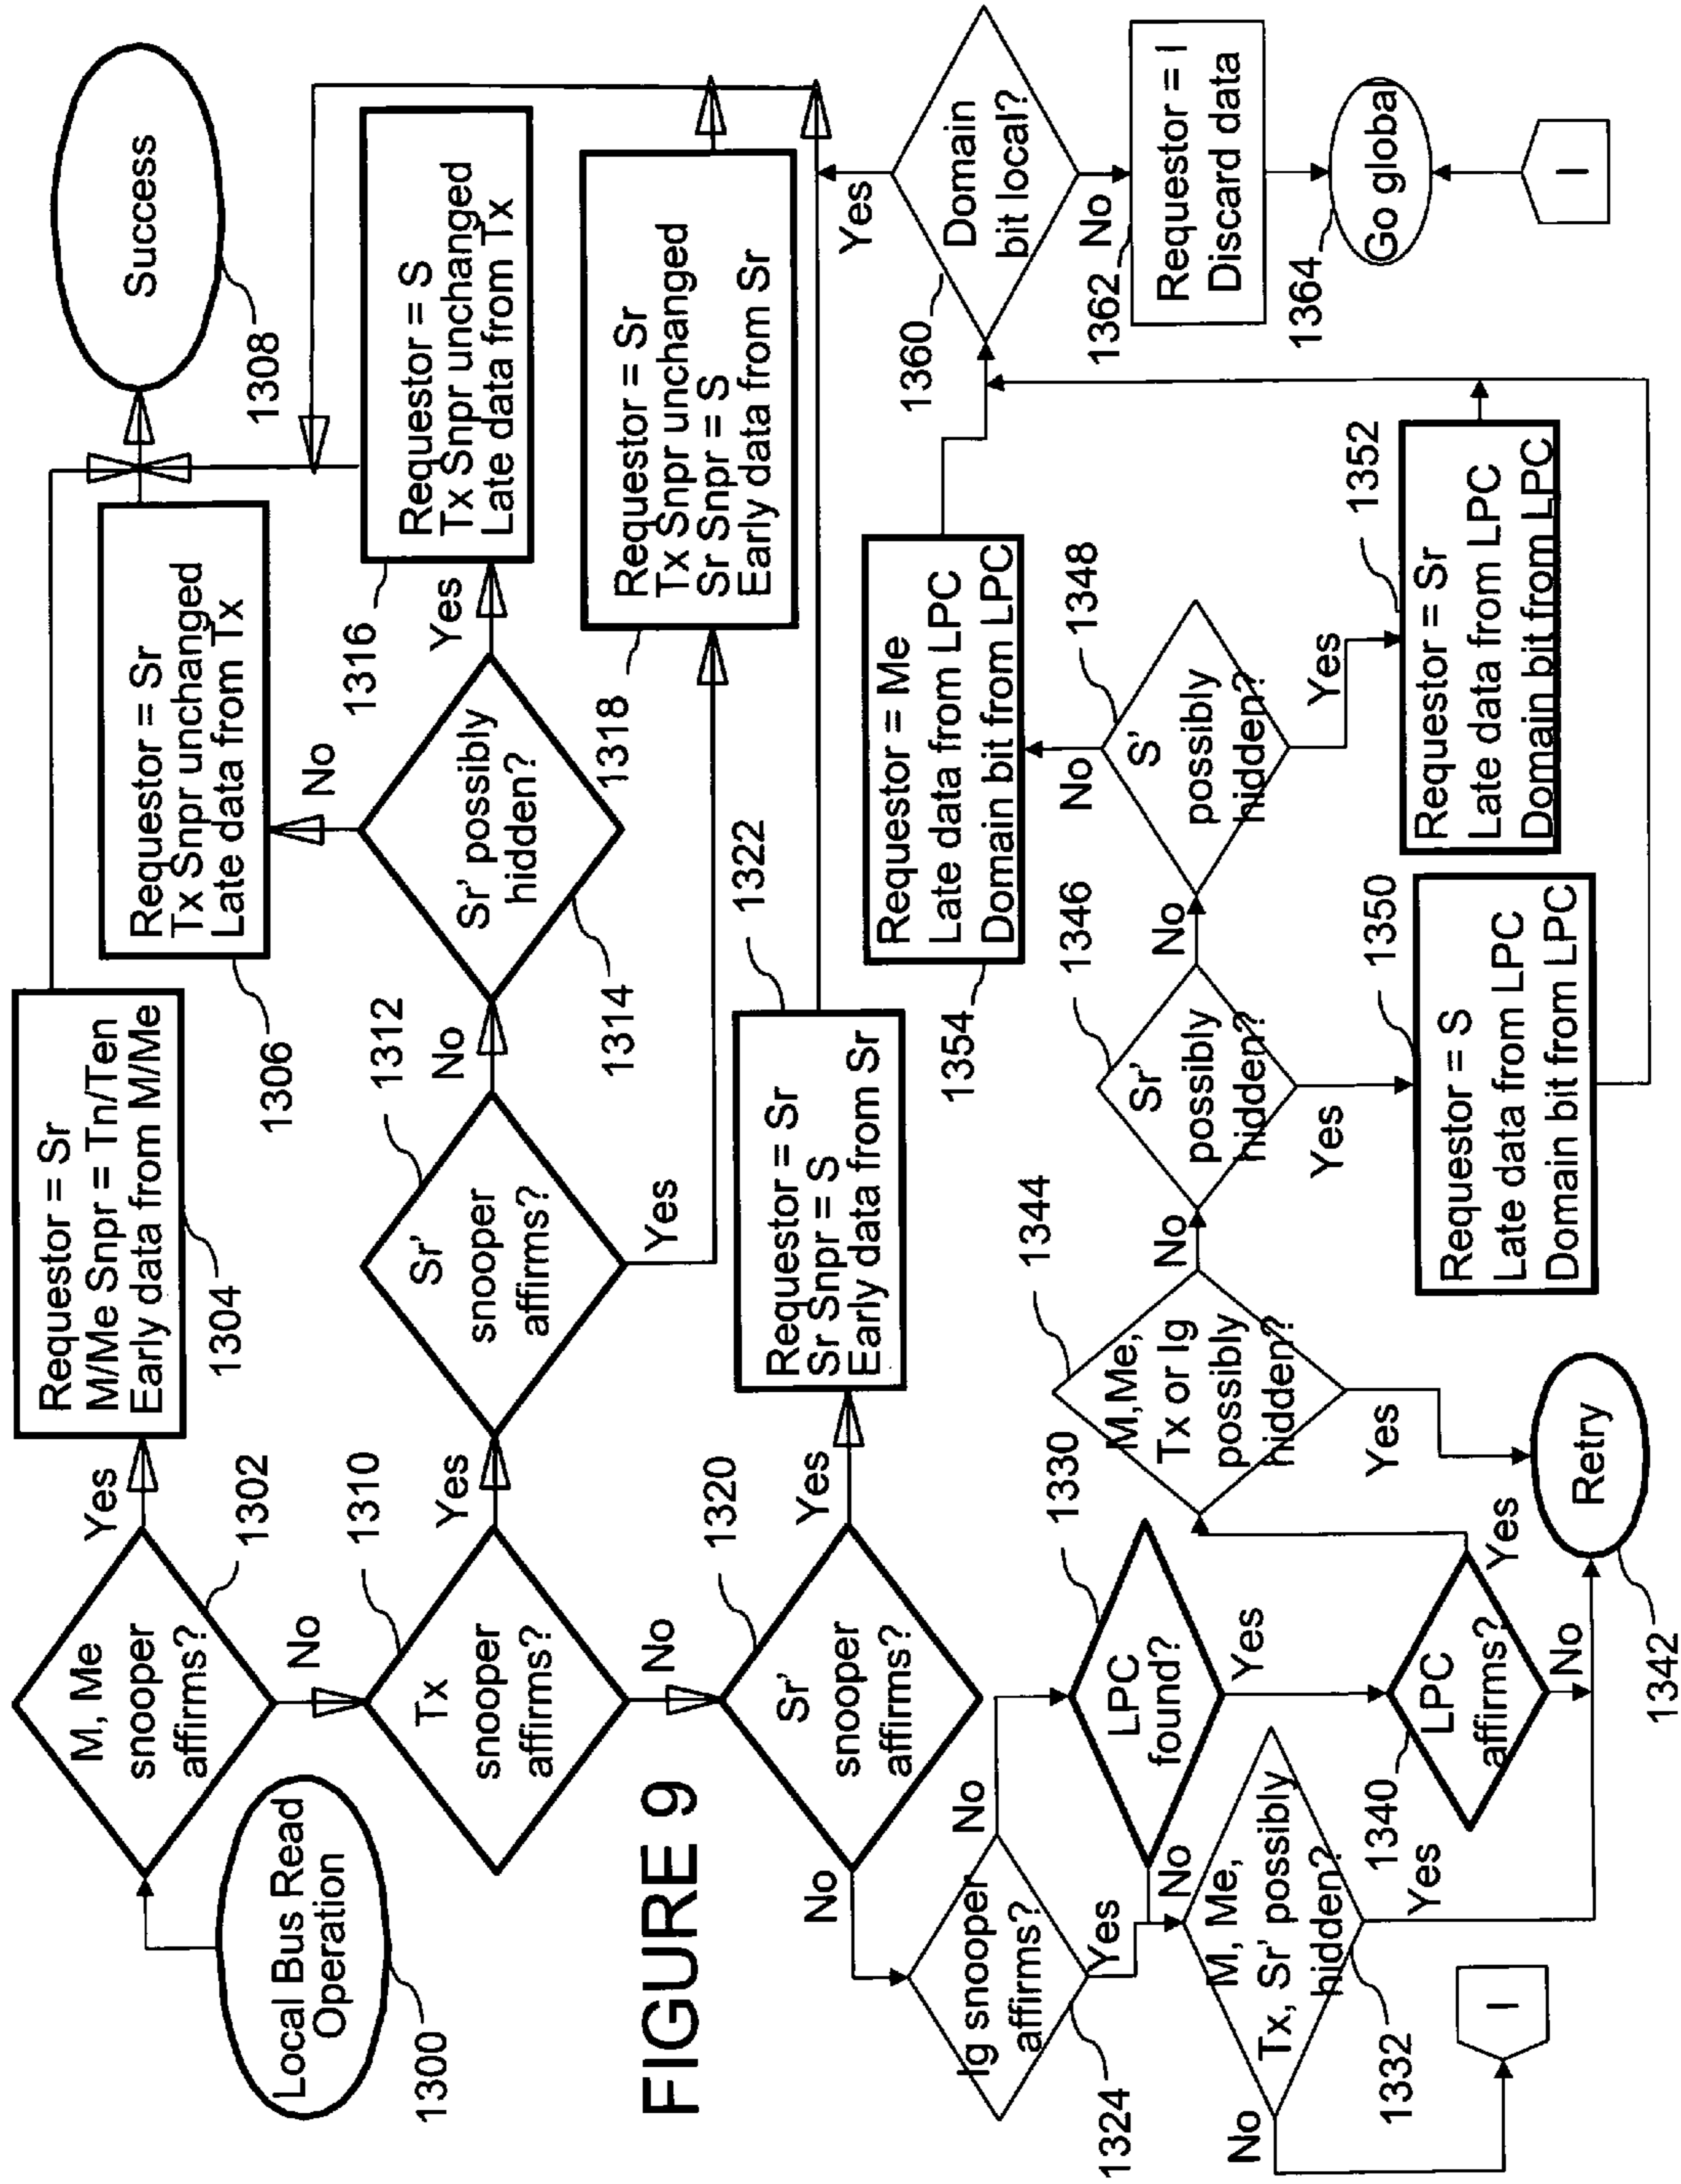 Local Bus Read
Operation
1300
M, Me
snooper
affirms?
1302
Yes
No
Requestor = Sr
M/Me Snpr = Tn/Ten
Early data from M/Me
1304
Requestor = Sr
Tx Snpr unchanged
Late data from Tx
1306
Success
1308
Tx
snooper
affirms?
1310
Yes
No
Sr'
snooper
affirms?
1312
No
Yes
Sr' possibly
hidden?
1314
No
Yes
Requestor = S
Tx Snpr unchanged
Late data from Tx
1316
Requestor = Sr
Tx Snpr unchanged
Sr Snpr = S
Early data from Sr
1318
FIGURE 9
Sr'
snooper
affirms?
1320
Yes
No
Requestor = Sr
Sr Snpr = S
Early data from Sr
1322
Ig snooper
affirms?
1324
No
Yes
LPC
found?
1330
No
Yes
M, Me,
Tx, Sr' possibly
hidden?
1332
No
Yes
I
LPC
affirms?
1340
Yes
No
Retry
1342
M,Me,
Tx or Ig
possibly
hidden?
1344
No
Yes
Sr'
possibly
hidden?
1346
No
Yes
S'
possibly
hidden?
1348
No
Yes
Requestor = S
Late data from LPC
Domain bit from LPC
1350
Requestor = Sr
Late data from LPC
Domain bit from LPC
1352
Requestor = Me
Late data from LPC
Domain bit from LPC
1354
Domain
bit local?
1360
Yes
No
Requestor = I
Discard data
1362
Go global
1364
I